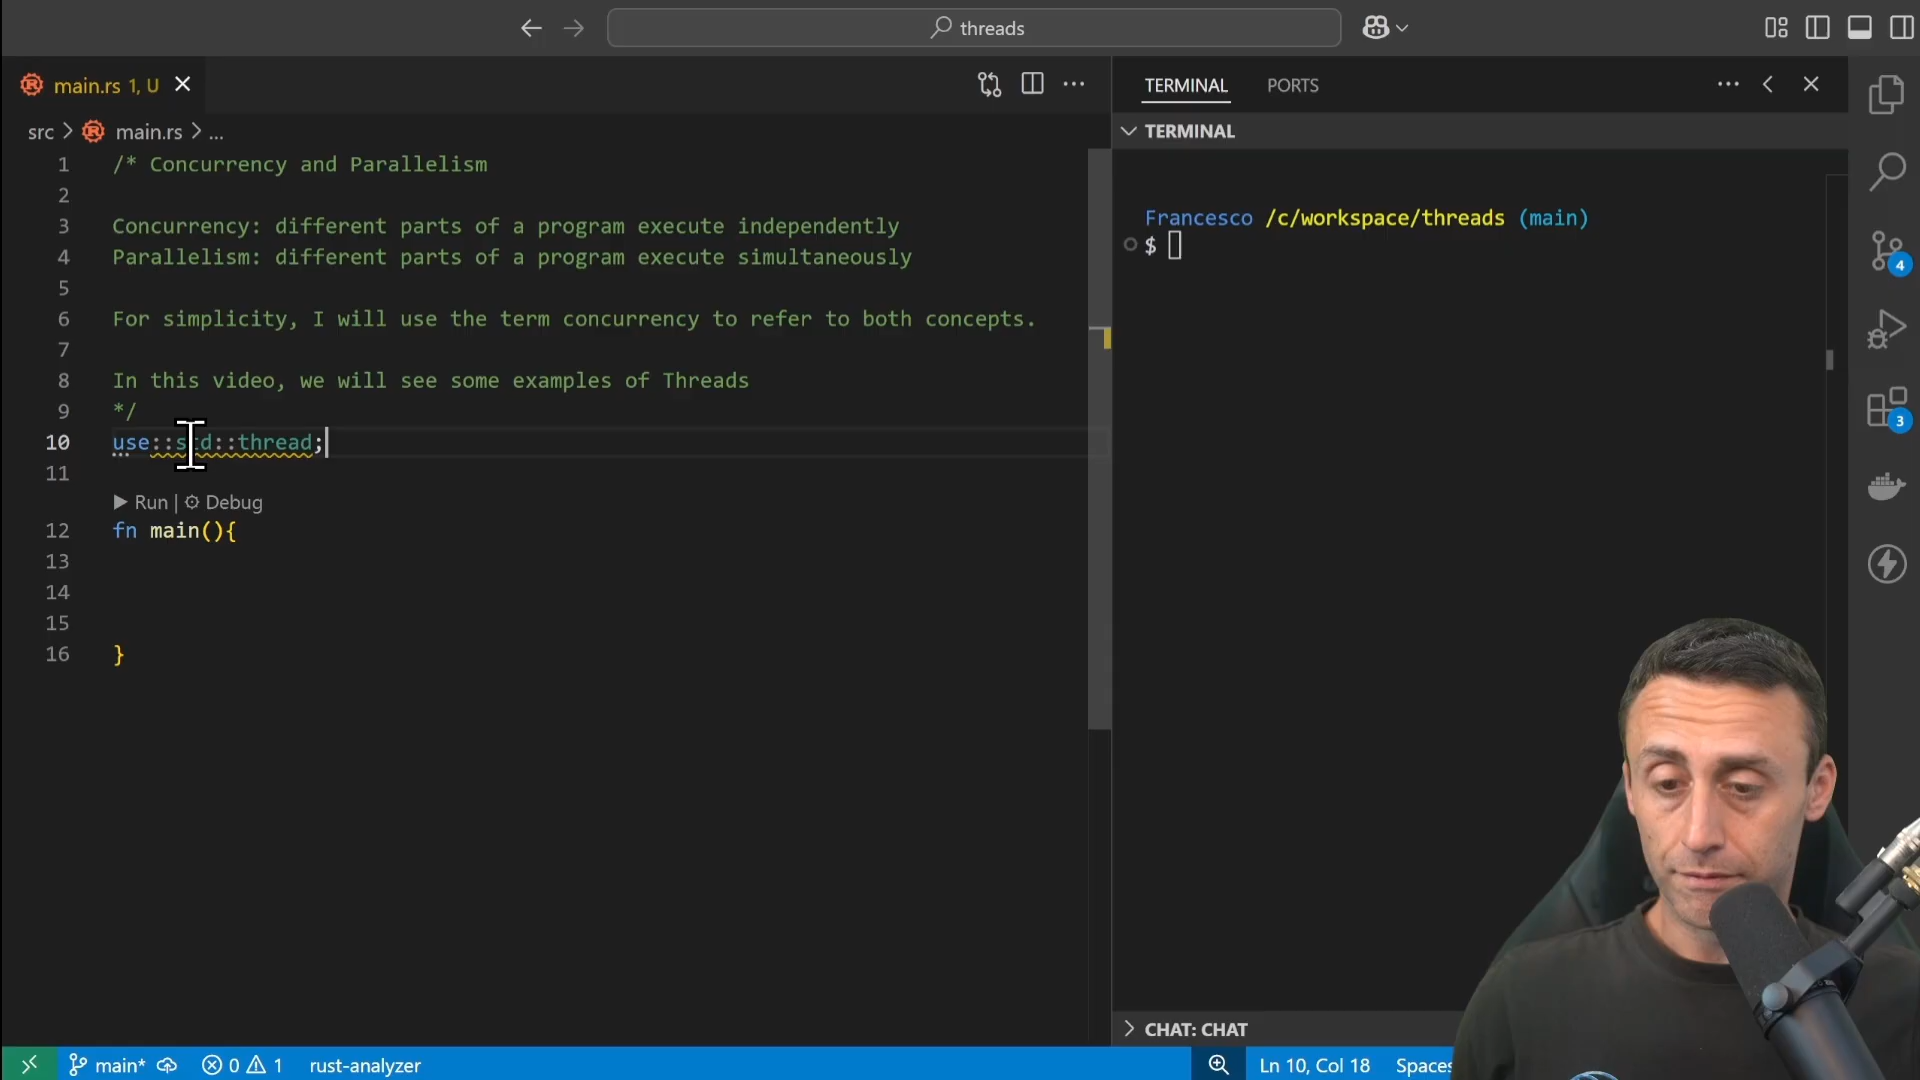 threads
main.rs 1, U
TERMINAL PORTS
src > main.rs > ...
TERMINAL
1 /* Concurrency and Parallelism
2
3 Concurrency: different parts of a program execute independently
4 Parallelism: different parts of a program execute simultaneously
5
6 For simplicity, I will use the term concurrency to refer to both concepts.
7
8 In this video, we will see some examples of Threads
9 */
10 use::std::thread;
11
Run | Debug
12 fn main(){
13
14
15
16 }
Francesco /c/workspace/threads (main)
$
4
3
CHAT: CHAT
main* 0 1 rust-analyzer Ln 10, Col 18 Spaces